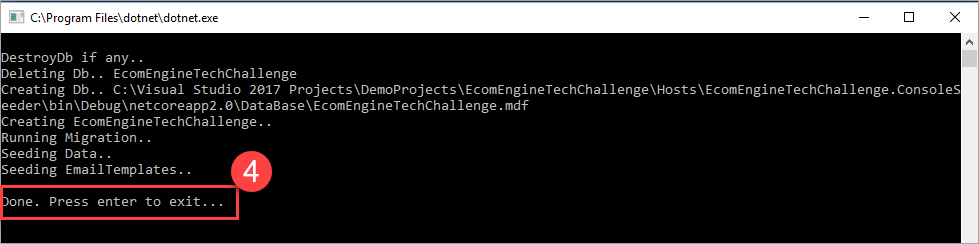 C:\Program Files\dotnet\dotnet.exe
DestroyDb if any..
Deleting Db.. EcomEngineTechChallenge
Creating Db.. C:\Visual Studio 2017 Projects\DemoProjects\EcomEngineTechChallenge\Hosts\EcomEngineTechChallenge.ConsoleS
eeder\bin\Debug\netcoreapp2.0\DataBase\EcomEngineTechChallenge.mdf
Creating EcomEngineTechChallenge..
Running Migration..
Seeding Data..
Seeding EmailTemplates..
4
Done. Press enter to exit...